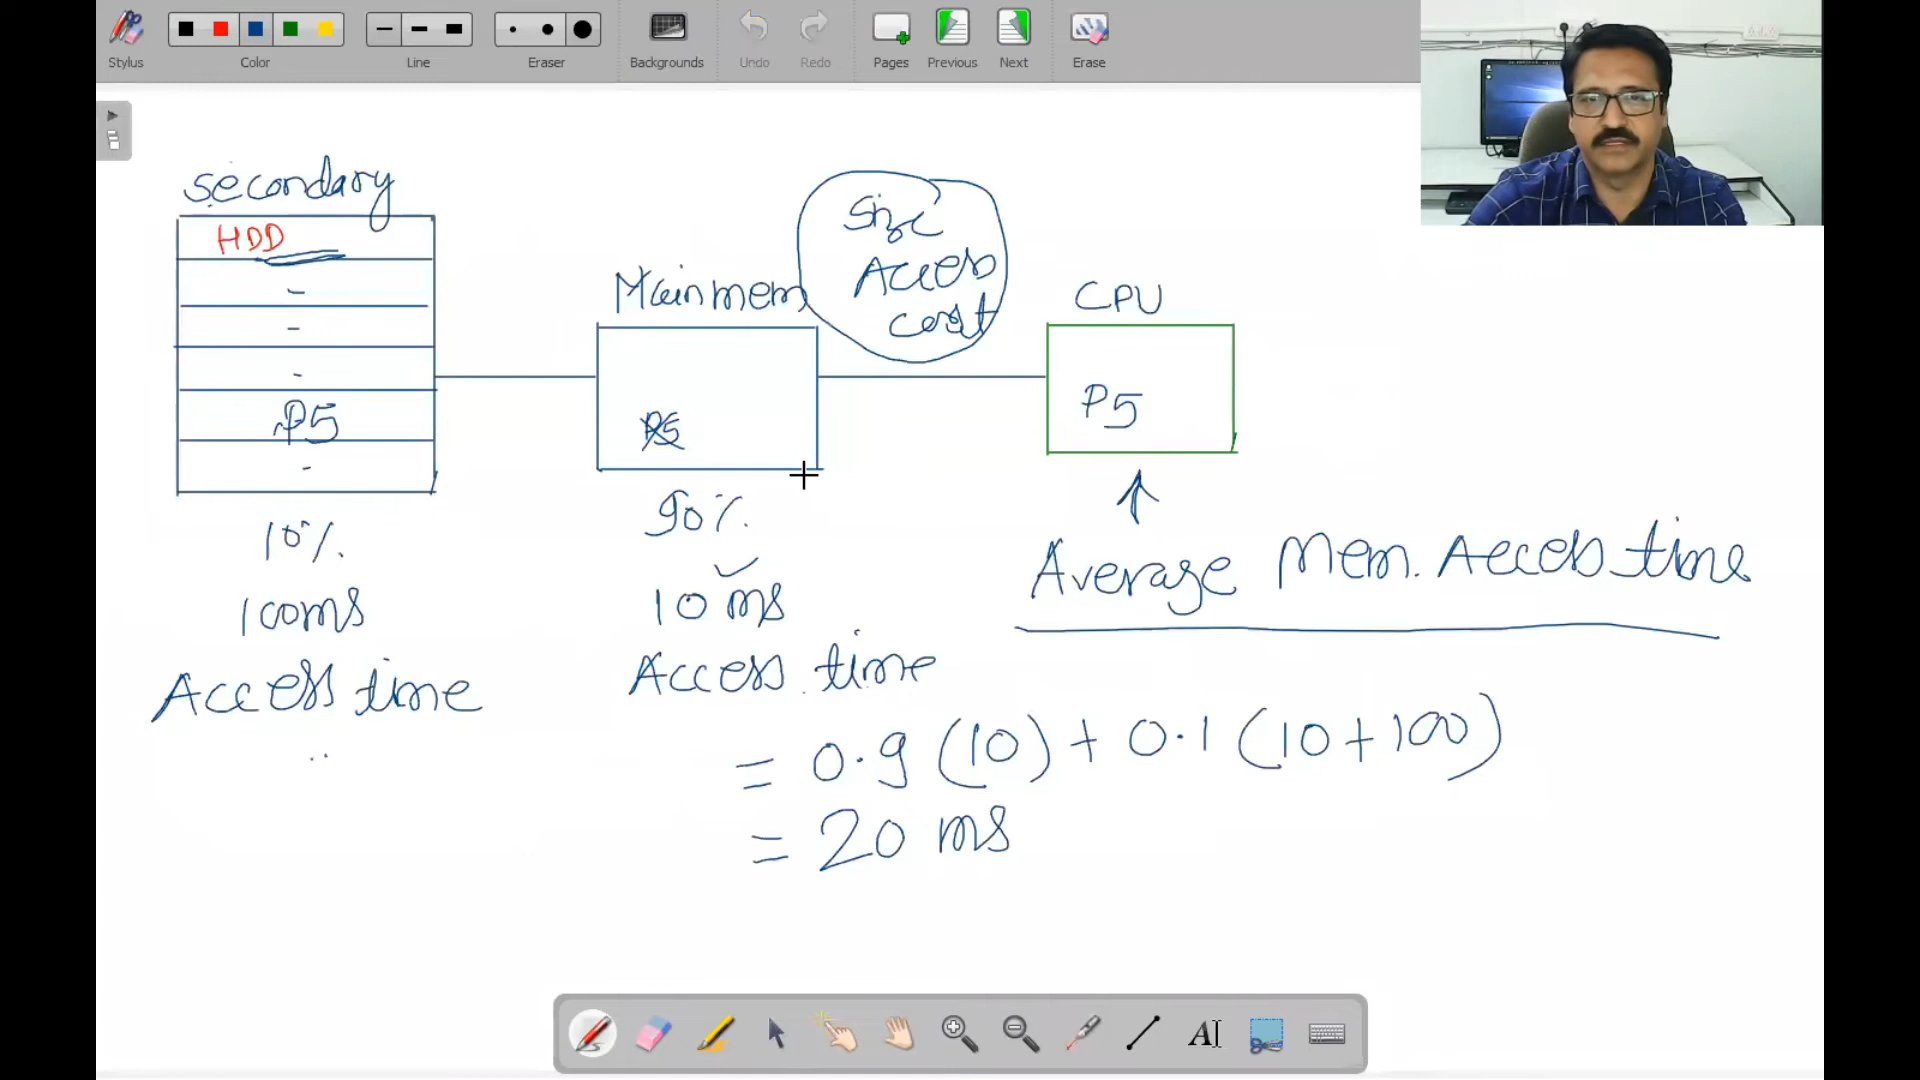 Stylus
Color
Line
Eraser
Backgrounds
Undo
Redo
Pages
Previous
Next
Erase
secondary
HDD
-
-
-
P5
-
10%
100ms
Access time
Main mem
P5
90%
10 ms
Access time
Size
Access
cost
CPU
P5
Average Mem. Access time
= 0.9 (10) + 0.1 (10+100)
= 20 ms